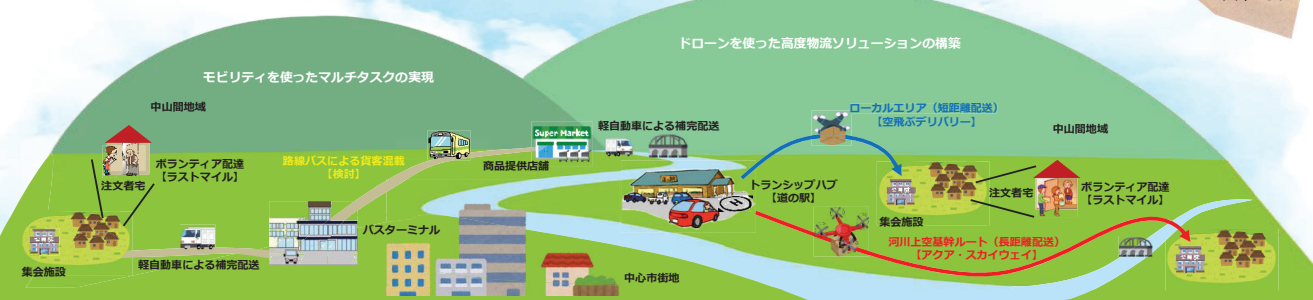 ドローンを使った高度物流ソリューションの構築
モビリティを使ったマルチタスクの実現
中山間地域
ボランティア配達
【ラストマイル】
注文者宅
集会施設
軽自動車による補完配送
路線バスによる貨客混載
【検討】
バスターミナル
Super Market
商品提供店舗
軽自動車による補完配送
中心市街地
トランシップハブ
【道の駅】
H
ローカルエリア（短距離配送）
【空飛ぶデリバリー】
中山間地域
集会施設
注文者宅
ボランティア配達
【ラストマイル】
河川上空基幹ルート（長距離配送）
【アクア・スカイウェイ】